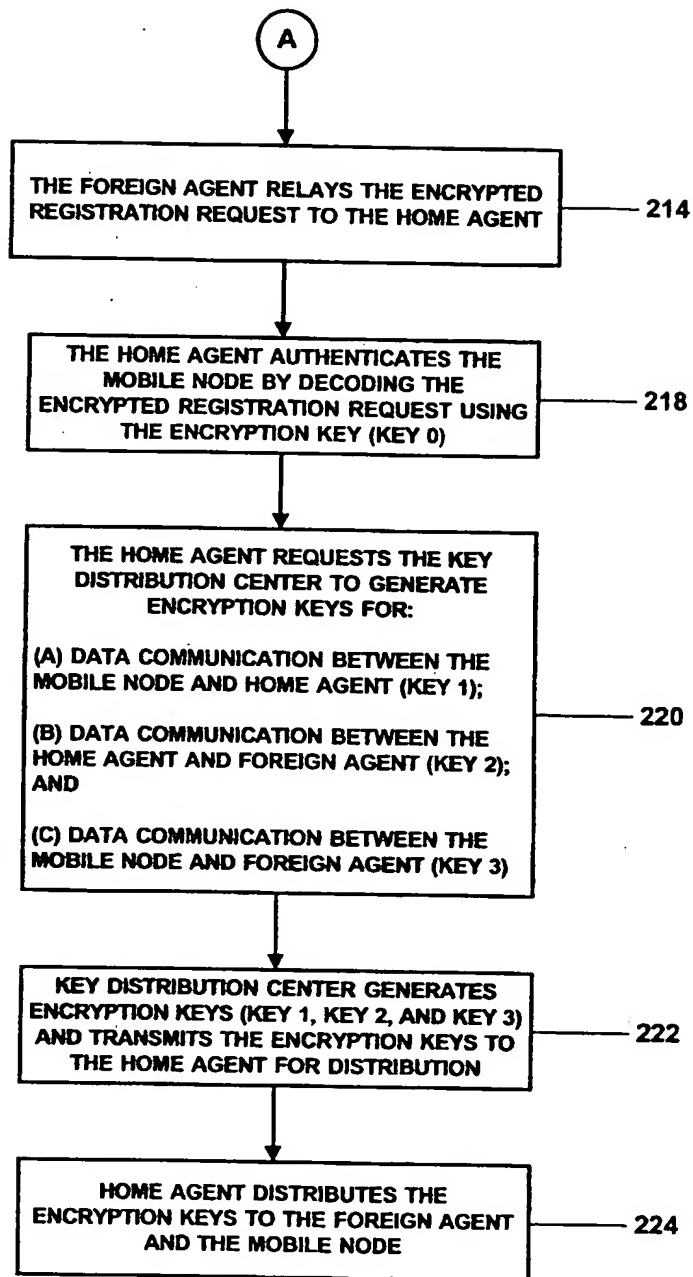 A
THE FOREIGN AGENT RELAYS THE ENCRYPTED
REGISTRATION REQUEST TO THE HOME AGENT
214
THE HOME AGENT AUTHENTICATES THE
MOBILE NODE BY DECODING THE
ENCRYPTED REGISTRATION REQUEST USING
THE ENCRYPTION KEY (KEY 0)
218
THE HOME AGENT REQUESTS THE KEY
DISTRIBUTION CENTER TO GENERATE
ENCRYPTION KEYS FOR:
(A) DATA COMMUNICATION BETWEEN THE
MOBILE NODE AND HOME AGENT (KEY 1);
(B) DATA COMMUNICATION BETWEEN THE
HOME AGENT AND FOREIGN AGENT (KEY 2);
AND
(C) DATA COMMUNICATION BETWEEN THE
MOBILE NODE AND FOREIGN AGENT (KEY 3)
220
KEY DISTRIBUTION CENTER GENERATES
ENCRYPTION KEYS (KEY 1, KEY 2, AND KEY 3)
AND TRANSMITS THE ENCRYPTION KEYS TO
THE HOME AGENT FOR DISTRIBUTION
222
HOME AGENT DISTRIBUTES THE
ENCRYPTION KEYS TO THE FOREIGN AGENT
AND THE MOBILE NODE
224